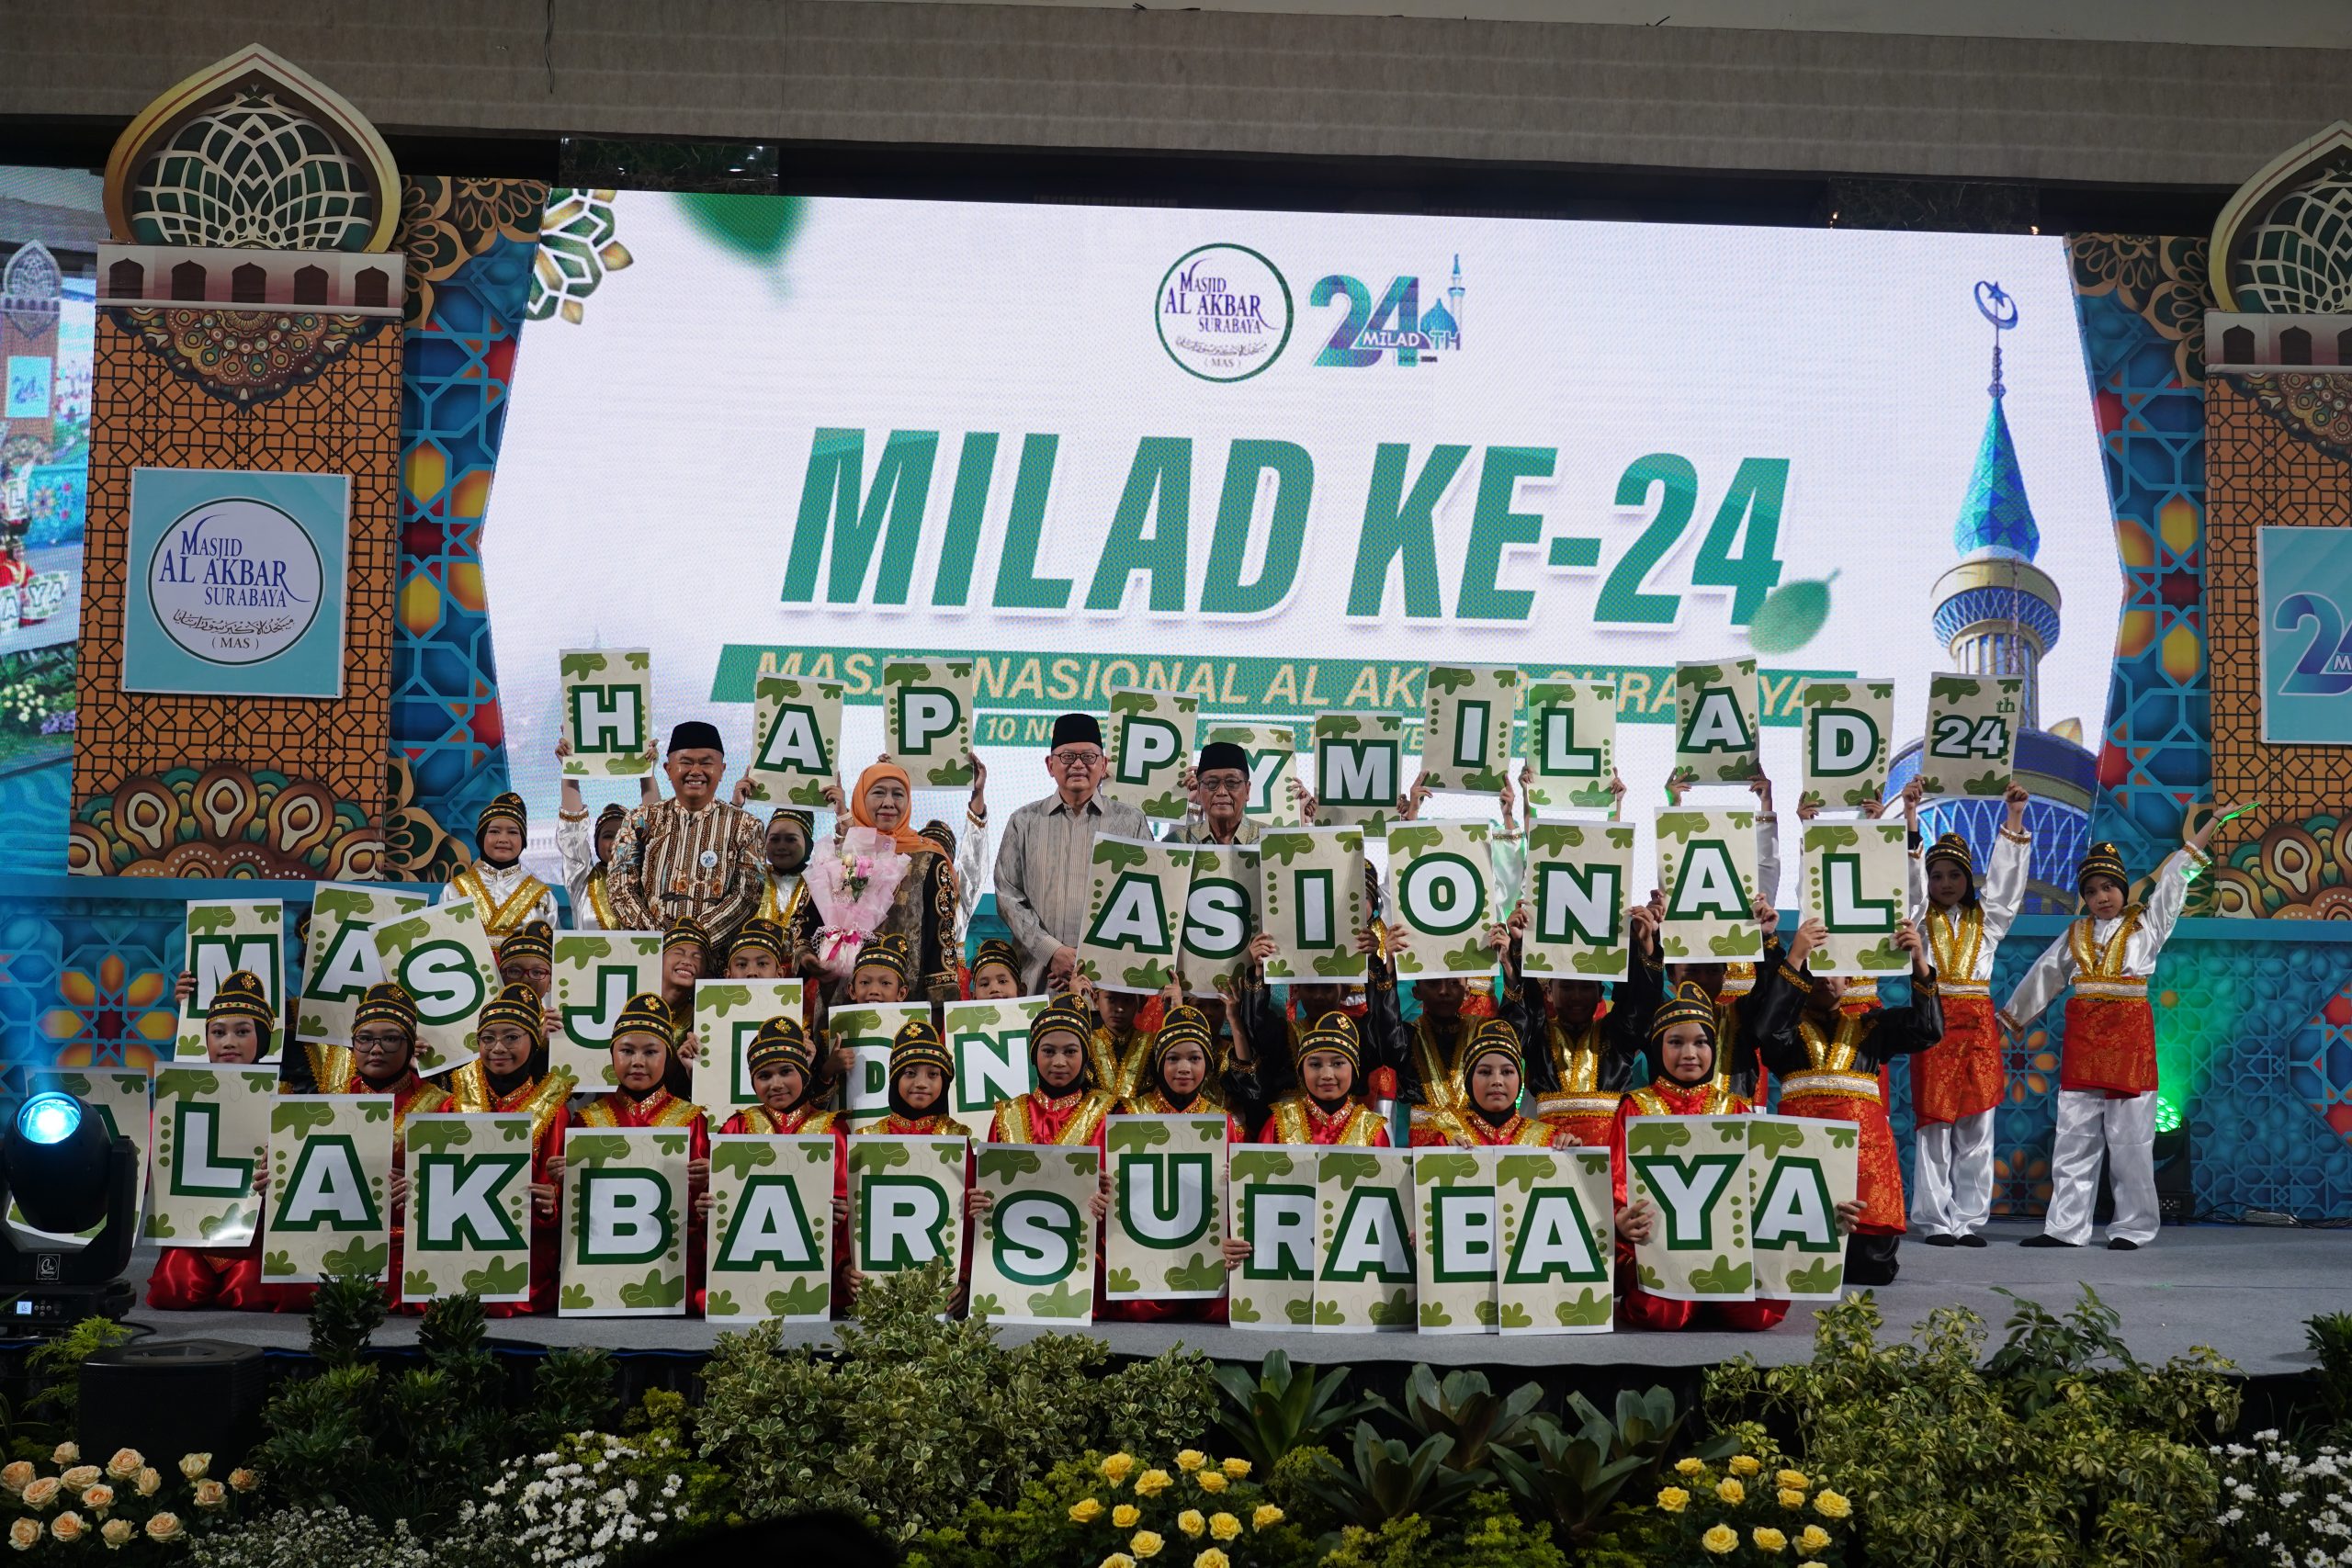 MASJID
AL AKBAR
SURABAYA
(MAS)
24 TH
MILAD
MILAD KE-24
NASIONAL AL
10
MASJID
AL AKBAR
SURABAYA
(MAS)
HAPPY MILAD 24th
MASJID NASIONAL
AL AKBAR SURABAYA